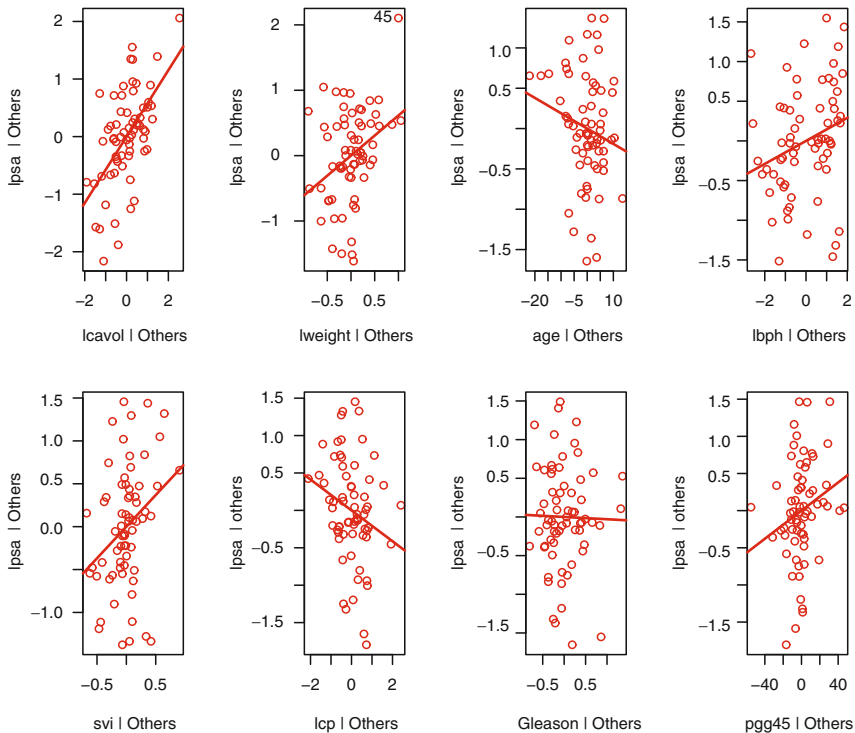 2
1
0
−1
−2
lpsa | Others
−2 0 2
lcavol | Others
2
1
0
−1
45
lpsa | Others
−0.5 0.5
lweight | Others
1.0
0.5
−0.5
−1.5
lpsa | Others
−20 −5 10
age | Others
1.5
0.5
−0.5
−1.5
lpsa | Others
−2 0 2
lbph | Others
1.5
1.0
0.5
0.0
−1.0
lpsa | Others
−0.5 0.5
svi | Others
1.5
1.0
0.5
−0.5
−1.5
lpsa | others
−2 0 2
lcp | Others
1.5
1.0
0.5
−0.5
−1.5
lpsa | others
−0.5 1.0
Gleason | Others
1.5
1.0
0.5
−0.5
−1.5
lpsa | others
−40 0 40
pgg45 | Others